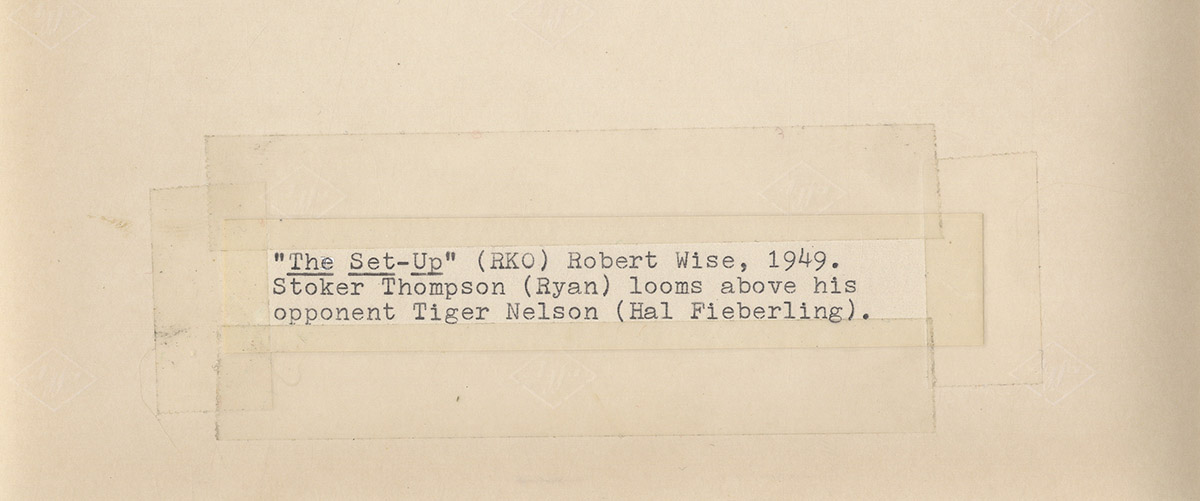 "The Set-Up" (RKO) Robert Wise, 1949.
Stoker Thompson (Ryan) looms above his
opponent Tiger Nelson (Hal Fieberling).